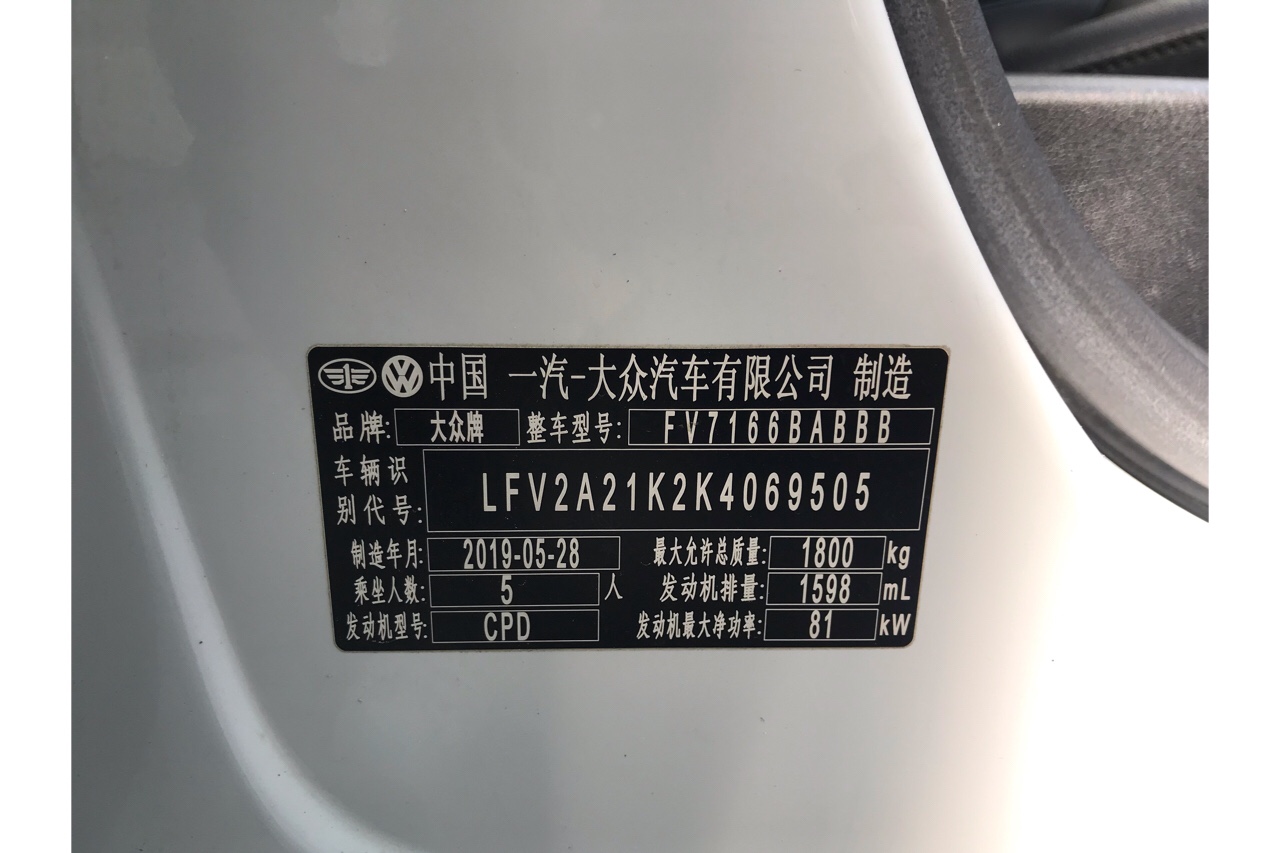 中国 一汽-大众汽车有限公司 制造
品牌: 大众牌 整车型号: FV7166BABBB
车辆识
别代号: LFV2A21K2K4069505
制造年月: 2019-05-28 最大允许总质量: 1800 kg
乘坐人数: 5 人 发动机排量: 1598 mL
发动机型号: CPD 发动机最大净功率: 81 kW